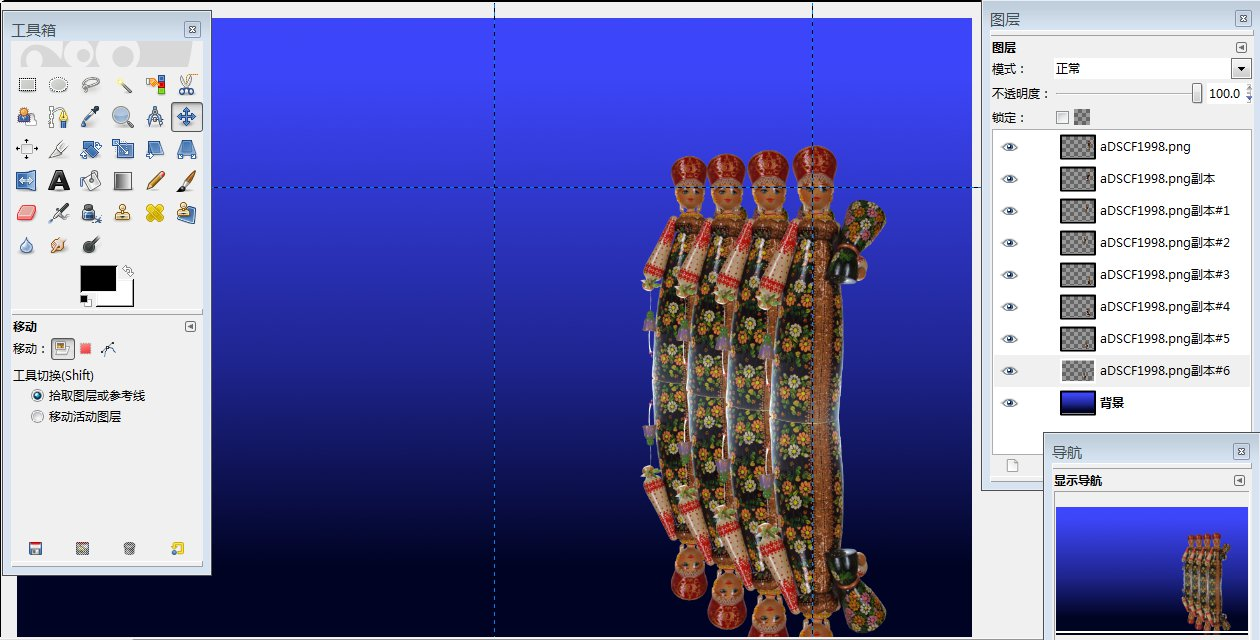 工具箱
移动
移动：
工具切换(Shift)
拾取图层或参考线
移动活动图层
图层
图层
模式： 正常
不透明度： 100.0
锁定：
aDSCF1998.png
aDSCF1998.png副本
aDSCF1998.png副本#1
aDSCF1998.png副本#2
aDSCF1998.png副本#3
aDSCF1998.png副本#4
aDSCF1998.png副本#5
aDSCF1998.png副本#6
背景
导航
显示导航